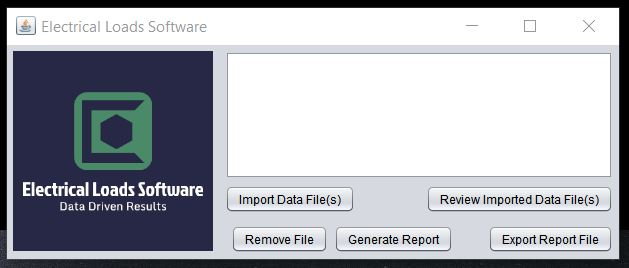 Electrical Loads Software
Electrical Loads Software
Data Driven Results
Import Data File(s)
Review Imported Data File(s)
Remove File
Generate Report
Export Report File